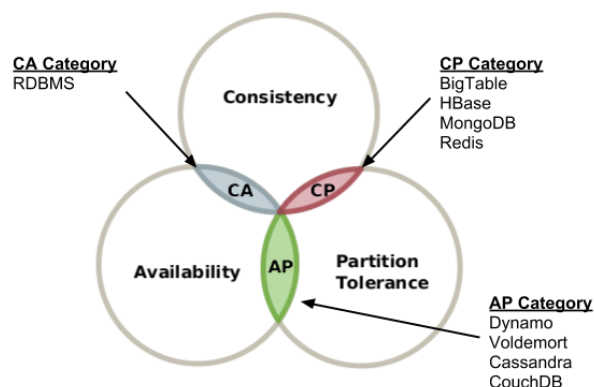 CA Category
RDBMS
CP Category
BigTable
HBase
MongoDB
Redis
Consistency
CA
CP
Availability
AP
Partition
Tolerance
AP Category
Dynamo
Voldemort
Cassandra
CouchDB